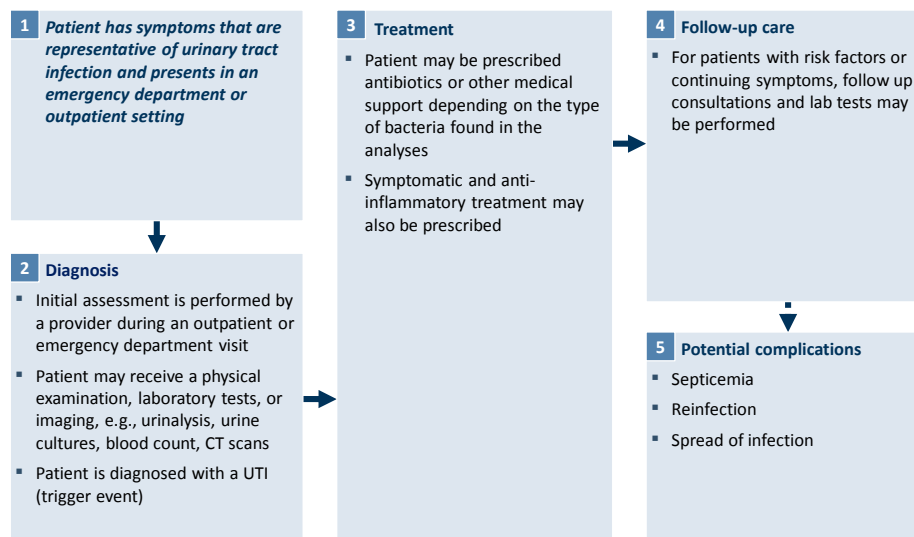 1
Patient has symptoms that are
representative of urinary tract
infection and presents in an
emergency department or
outpatient setting
2 Diagnosis
▪ Initial assessment is performed by
a provider during an outpatient or
emergency department visit
▪ Patient may receive a physical
examination, laboratory tests, or
imaging, e.g., urinalysis, urine
cultures, blood count, CT scans
▪ Patient is diagnosed with a UTI
(trigger event)
3 Treatment
▪ Patient may be prescribed
antibiotics or other medical
support depending on the type
of bacteria found in the
analyses
▪ Symptomatic and anti-
inflammatory treatment may
also be prescribed
4 Follow-up care
▪ For patients with risk factors or
continuing symptoms, follow up
consultations and lab tests may
be performed
5 Potential complications
▪ Septicemia
▪ Reinfection
▪ Spread of infection